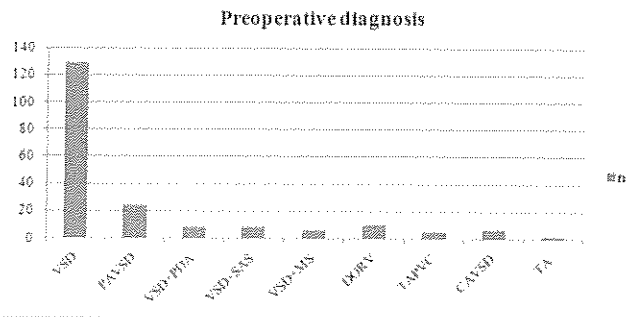 Preoperative diagnosis
140
120
100
80
60
40
20
0
n
VSD
PAVSD
VSD+PDA
VSD+SAS
VSD+MS
DORV
TAPVC
CAVSD
TA